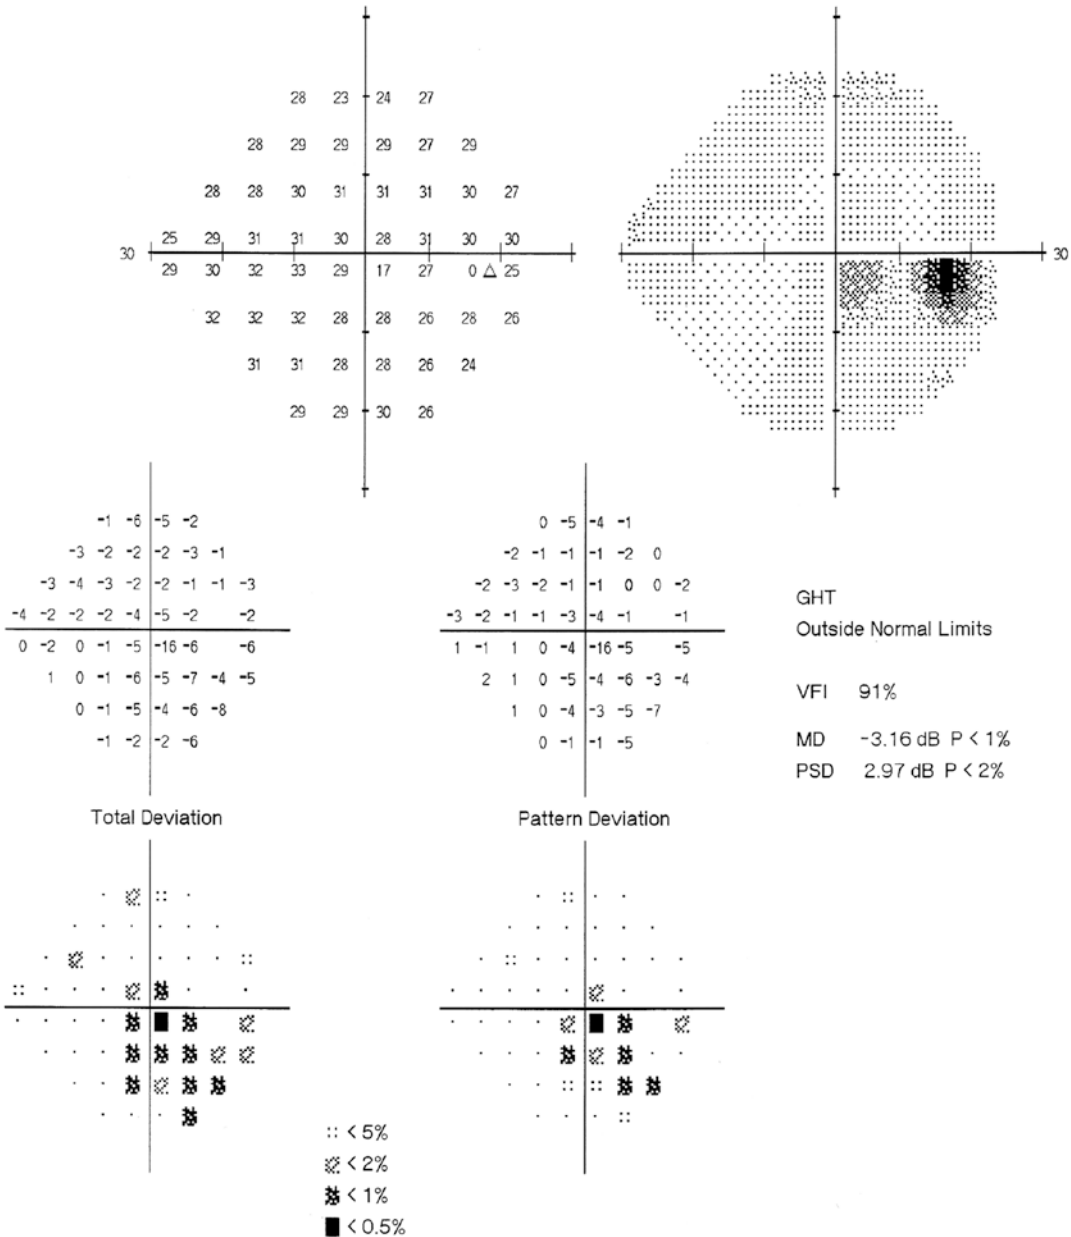 28 23 24 27
28 29 29 29 27 29
28 28 30 31 31 31 30 27
25 29 31 31 30 28 31 30 30
30 30
29 30 32 33 29 17 27 0 △ 25
32 32 32 28 28 26 28 26
31 31 28 28 26 24
29 29 30 26
-1 -6 -5 -2
-3 -2 -2 -2 -3 -1
-3 -4 -3 -2 -2 -1 -1 -3
-4 -2 -2 -2 -4 -5 -2 -2
0 -2 0 -1 -5 -16 -6 -6
1 0 -1 -6 -5 -7 -4 -5
0 -1 -5 -4 -6 -8
-1 -2 -2 -6
Total Deviation
0 -5 -4 -1
-2 -1 -1 -1 -2 0
-2 -3 -2 -1 -1 0 0 -2
-3 -2 -1 -1 -3 -4 -1 -1
1 -1 1 0 -4 -16 -5 -5
2 1 0 -5 -4 -6 -3 -4
1 0 -4 -3 -5 -7
0 -1 -1 -5
Pattern Deviation
GHT
Outside Normal Limits
VFI 91%
MD -3.16 dB P < 1%
PSD 2.97 dB P < 2%
< 5%
< 2%
< 1%
< 0.5%